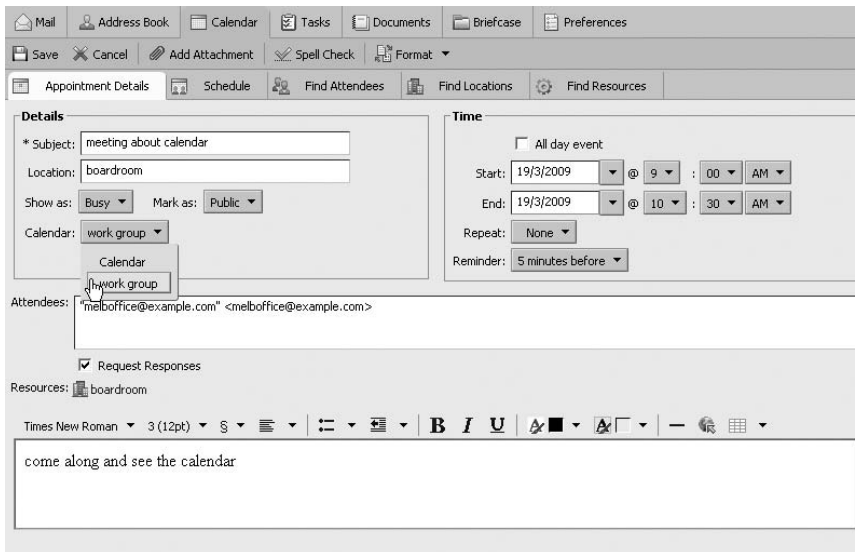 Mail Address Book Calendar Tasks Documents Briefcase Preferences
Save Cancel Add Attachment Spell Check Format
Appointment Details Schedule Find Attendees Find Locations Find Resources
Details
* Subject: meeting about calendar
Location: boardroom
Show as: Busy Mark as: Public
Calendar: work group
Calendar
work group
Time
All day event
Start: 19/3/2009 @ 9 : 00 AM
End: 19/3/2009 @ 10 : 30 AM
Repeat: None
Reminder: 5 minutes before
Attendees: "melboffice@example.com" <melboffice@example.com>
Request Responses
Resources: boardroom
Times New Roman 3 (12pt) § B I U
come along and see the calendar